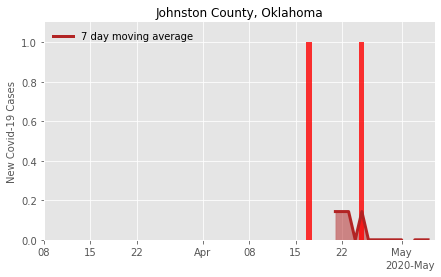 Johnston County, Oklahoma
7 day moving average
New Covid-19 Cases
1.0
0.8
0.6
0.4
0.2
0.0
08 15 22 Apr 08 15 22 May
2020-May